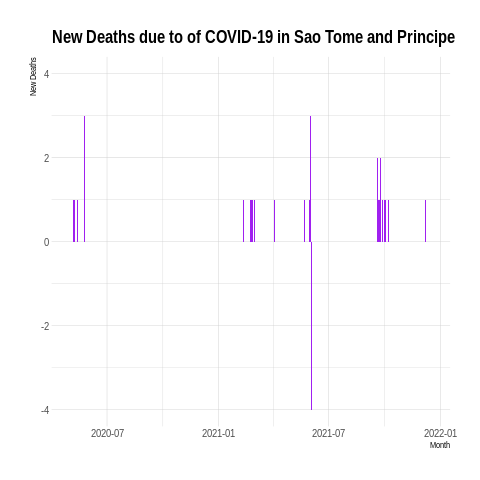 New Deaths due to of COVID-19 in Sao Tome and Principe
New Deaths
4
2
0
-2
-4
2020-07 2021-01 2021-07 2022-01
Month